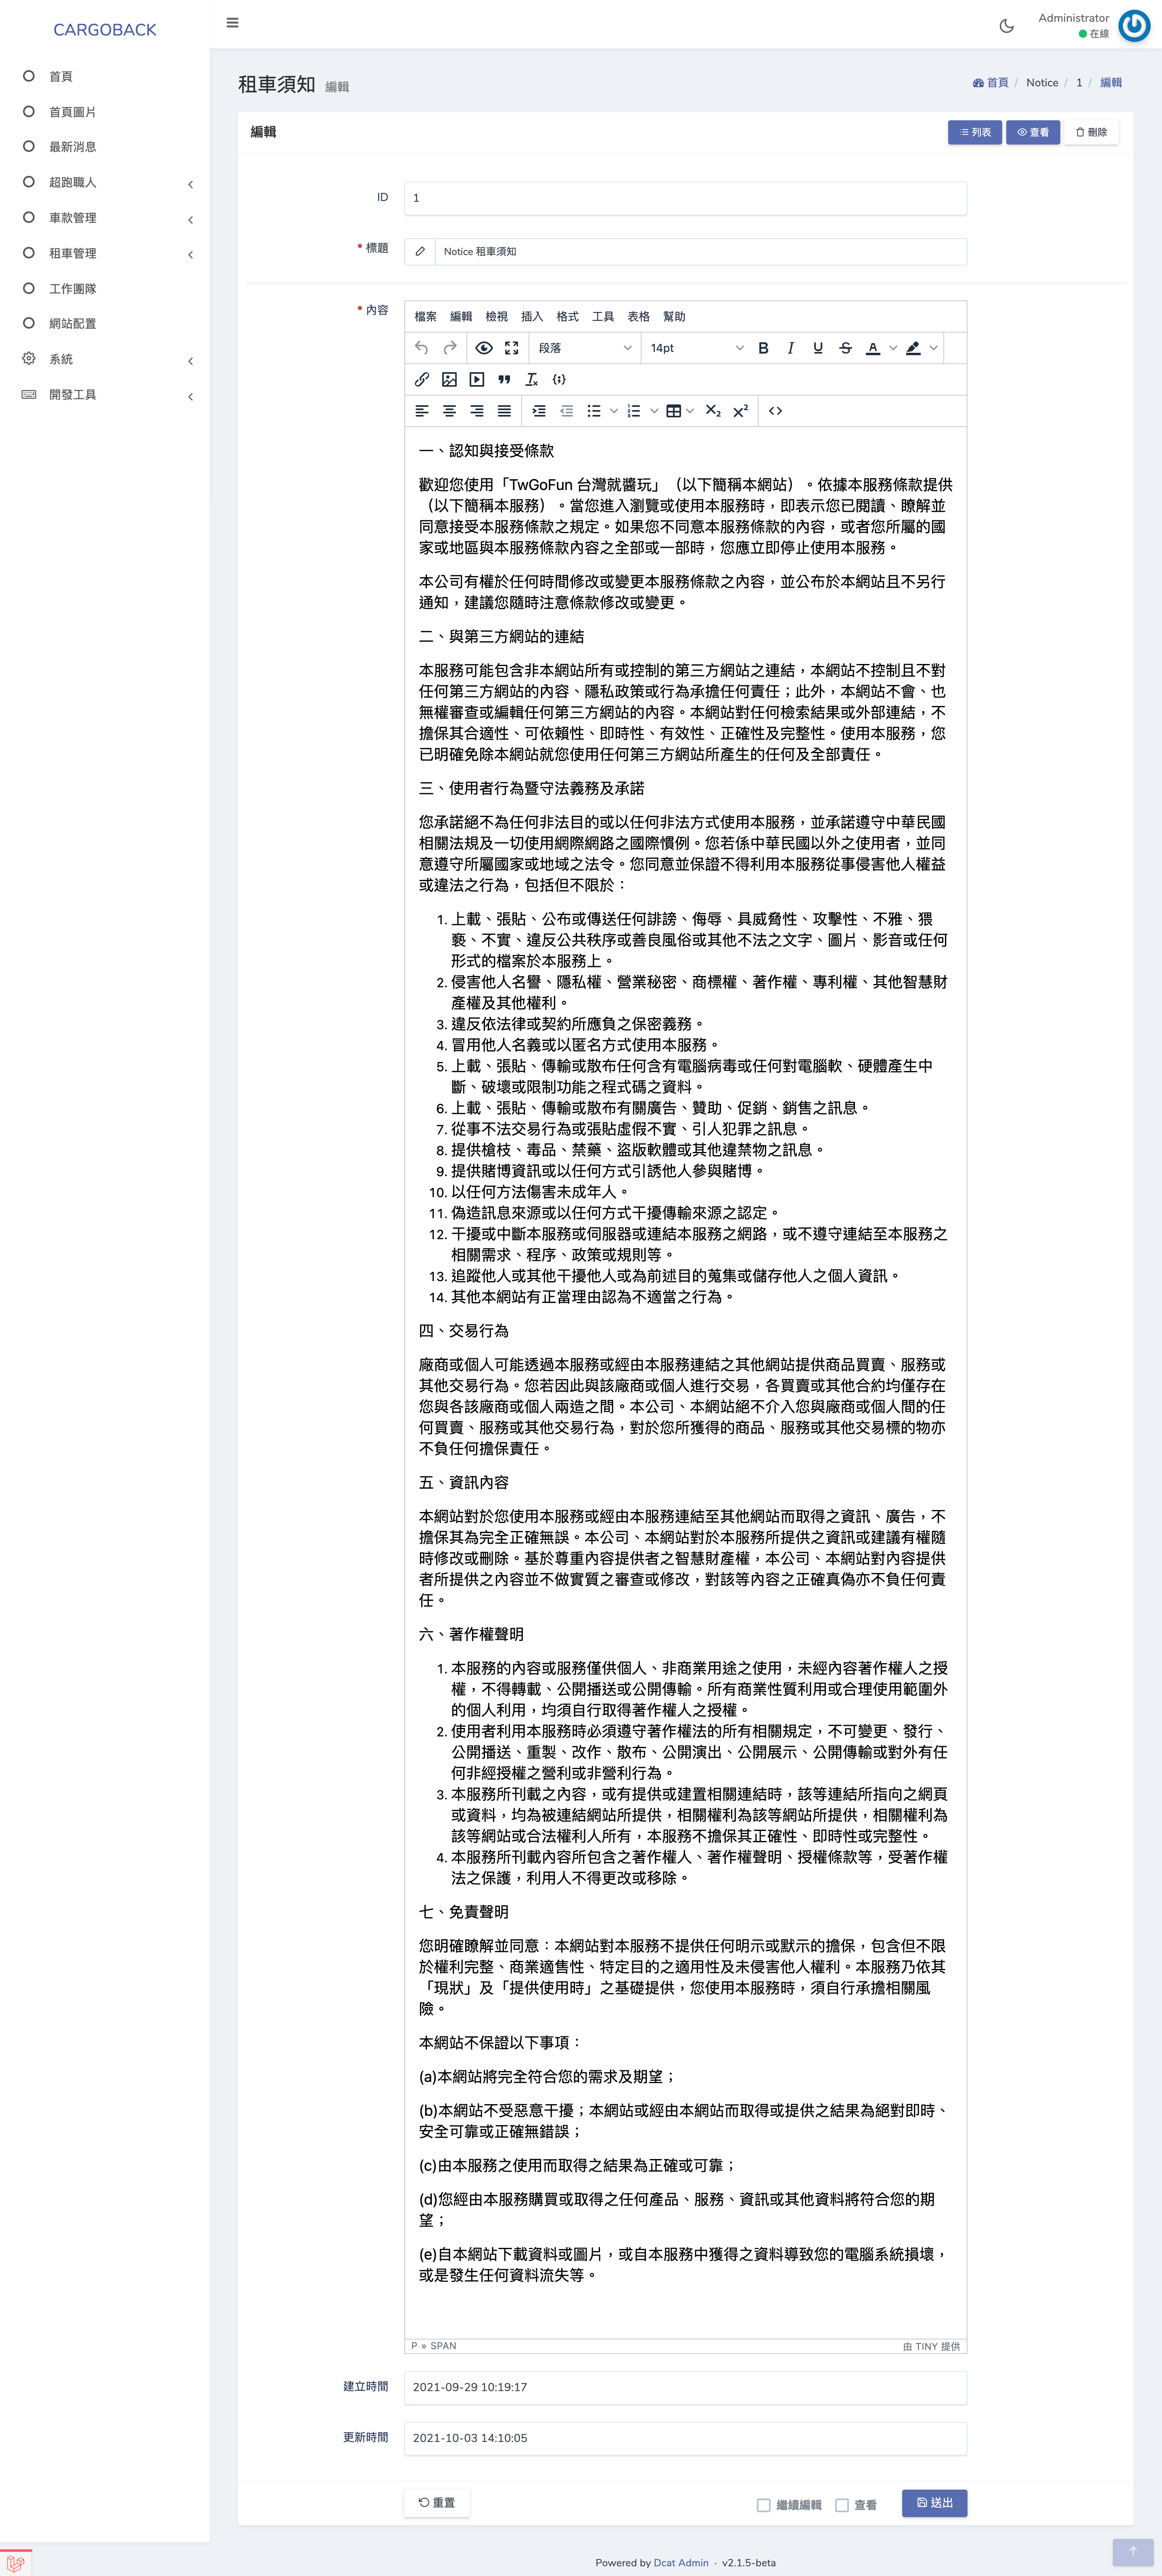 CARGOBACK
Administrator
在線
首頁
首頁圖片
最新消息
超跑職人
車款管理
租車管理
工作團隊
網站配置
系統
開發工具
租車須知 編輯
首頁 / Notice / 1 / 編輯
編輯
列表 查看 刪除
ID 1
* 標題 Notice 租車須知
* 內容
檔案 編輯 檢視 插入 格式 工具 表格 幫助
段落 14pt
一、認知與接受條款
歡迎您使用「TwGoFun 台灣就醬玩」（以下簡稱本網站）。依據本服務條款提供
（以下簡稱本服務）。當您進入瀏覽或使用本服務時，即表示您已閱讀、瞭解並
同意接受本服務條款之規定。如果您不同意本服務條款的內容，或者您所屬的國
家或地區與本服務條款內容之全部或一部時，您應立即停止使用本服務。
本公司有權於任何時間修改或變更本服務條款之內容，並公布於本網站且不另行
通知，建議您隨時注意條款修改或變更。
二、與第三方網站的連結
本服務可能包含非本網站所有或控制的第三方網站之連結，本網站不控制且不對
任何第三方網站的內容、隱私政策或行為承擔任何責任；此外，本網站不會、也
無權審查或編輯任何第三方網站的內容。本網站對任何檢索結果或外部連結，不
擔保其合適性、可依賴性、即時性、有效性、正確性及完整性。使用本服務，您
已明確免除本網站就您使用任何第三方網站所產生的任何及全部責任。
三、使用者行為暨守法義務及承諾
您承諾絕不為任何非法目的或以任何非法方式使用本服務，並承諾遵守中華民國
相關法規及一切使用網際網路之國際慣例。您若係中華民國以外之使用者，並同
意遵守所屬國家或地域之法令。您同意並保證不得利用本服務從事侵害他人權益
或違法之行為，包括但不限於：
1. 上載、張貼、公布或傳送任何誹謗、侮辱、具威脅性、攻擊性、不雅、猥
褻、不實、違反公共秩序或善良風俗或其他不法之文字、圖片、影音或任何
形式的檔案於本服務上。
2. 侵害他人名譽、隱私權、營業秘密、商標權、著作權、專利權、其他智慧財
產權及其他權利。
3. 違反依法律或契約所應負之保密義務。
4. 冒用他人名義或以匿名方式使用本服務。
5. 上載、張貼、傳輸或散布任何含有電腦病毒或任何對電腦軟、硬體產生中
斷、破壞或限制功能之程式碼之資料。
6. 上載、張貼、傳輸或散布有關廣告、贊助、促銷、銷售之訊息。
7. 從事不法交易行為或張貼虛假不實、引人犯罪之訊息。
8. 提供槍枝、毒品、禁藥、盜版軟體或其他違禁物之訊息。
9. 提供賭博資訊或以任何方式引誘他人參與賭博。
10. 以任何方法傷害未成年人。
11. 偽造訊息來源或以任何方式干擾傳輸來源之認定。
12. 干擾或中斷本服務或伺服器或連結本服務之網路，或不遵守連結至本服務之
相關需求、程序、政策或規則等。
13. 追蹤他人或其他干擾他人或為前述目的蒐集或儲存他人之個人資訊。
14. 其他本網站有正當理由認為不適當之行為。
四、交易行為
廠商或個人可能透過本服務或經由本服務連結之其他網站提供商品買賣、服務或
其他交易行為。您若因此與該廠商或個人進行交易，各買賣或其他合約均僅存在
您與各該廠商或個人兩造之間。本公司、本網站絕不介入您與廠商或個人間的任
何買賣、服務或其他交易行為，對於您所獲得的商品、服務或其他交易標的物亦
不負任何擔保責任。
五、資訊內容
本網站對於您使用本服務或經由本服務連結至其他網站而取得之資訊、廣告，不
擔保其為完全正確無誤。本公司、本網站對於本服務所提供之資訊或建議有權隨
時修改或刪除。基於尊重內容提供者之智慧財產權，本公司、本網站對內容提供
者所提供之內容並不做實質之審查或修改，對該等內容之正確真偽亦不負任何責
任。
六、著作權聲明
1. 本服務的內容或服務僅供個人、非商業用途之使用，未經內容著作權人之授
權，不得轉載、公開播送或公開傳輸。所有商業性質利用或合理使用範圍外
的個人利用，均須自行取得著作權人之授權。
2. 使用者利用本服務時必須遵守著作權法的所有相關規定，不可變更、發行、
公開播送、重製、改作、散布、公開演出、公開展示、公開傳輸或對外有任
何非經授權之營利或非營利行為。
3. 本服務所刊載之內容，或有提供或建置相關連結時，該等連結所指向之網頁
或資料，均為被連結網站所提供，相關權利為該等網站所提供，相關權利為
該等網站或合法權利人所有，本服務不擔保其正確性、即時性或完整性。
4. 本服務所刊載內容所包含之著作權人、著作權聲明、授權條款等，受著作權
法之保護，利用人不得更改或移除。
七、免責聲明
您明確瞭解並同意：本網站對本服務不提供任何明示或默示的擔保，包含但不限
於權利完整、商業適售性、特定目的之適用性及未侵害他人權利。本服務乃依其
「現狀」及「提供使用時」之基礎提供，您使用本服務時，須自行承擔相關風
險。
本網站不保證以下事項：
(a)本網站將完全符合您的需求及期望；
(b)本網站不受惡意干擾；本網站或經由本網站而取得或提供之結果為絕對即時、
安全可靠或正確無錯誤；
(c)由本服務之使用而取得之結果為正確或可靠；
(d)您經由本服務購買或取得之任何產品、服務、資訊或其他資料將符合您的期
望；
(e)自本網站下載資料或圖片，或自本服務中獲得之資料導致您的電腦系統損壞，
或是發生任何資料流失等。
P » SPAN 由 TINY 提供
建立時間 2021-09-29 10:19:17
更新時間 2021-10-03 14:10:05
重置 繼續編輯 查看 送出
Powered by Dcat Admin · v2.1.5-beta